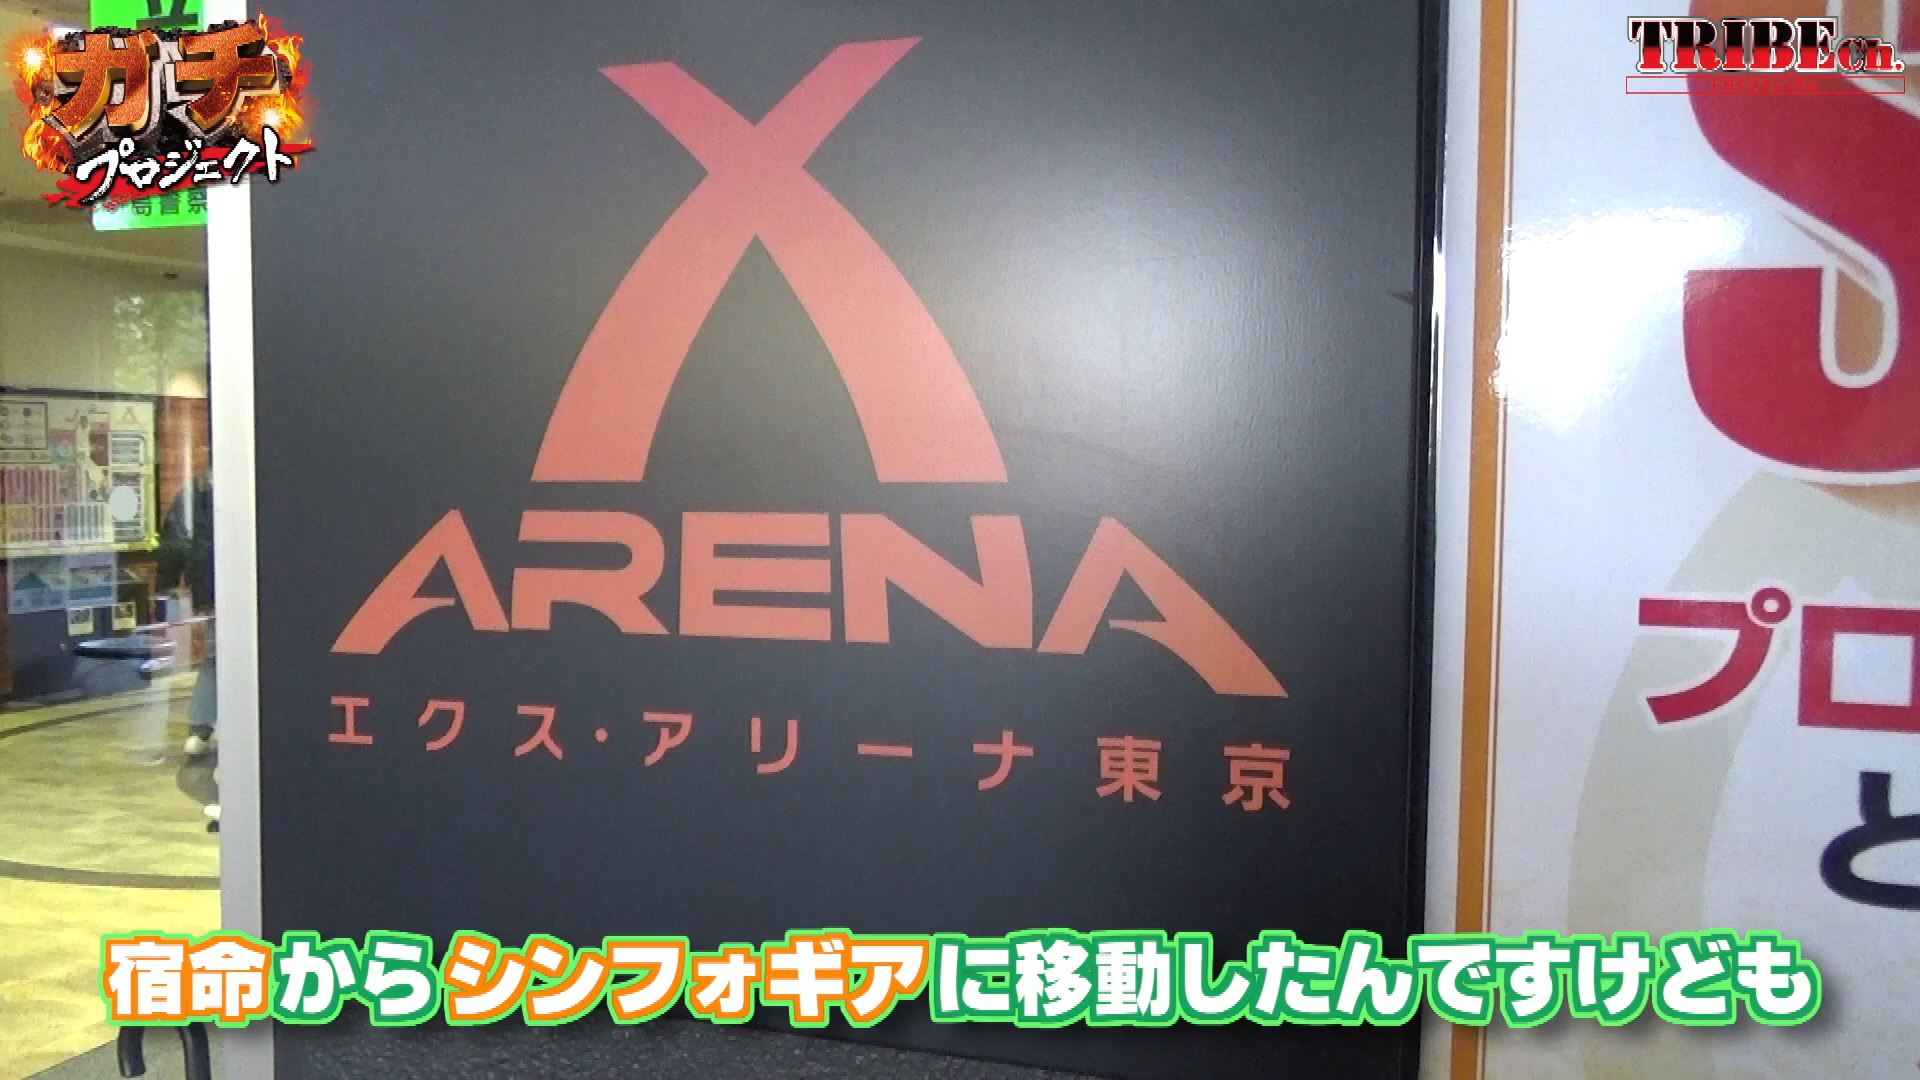 ガチ
プロジェクト
TRIBEch.
X
ARENA
エクス・アリーナ東京
S
プロ
と
宿命からシンフォギアに移動したんですけども